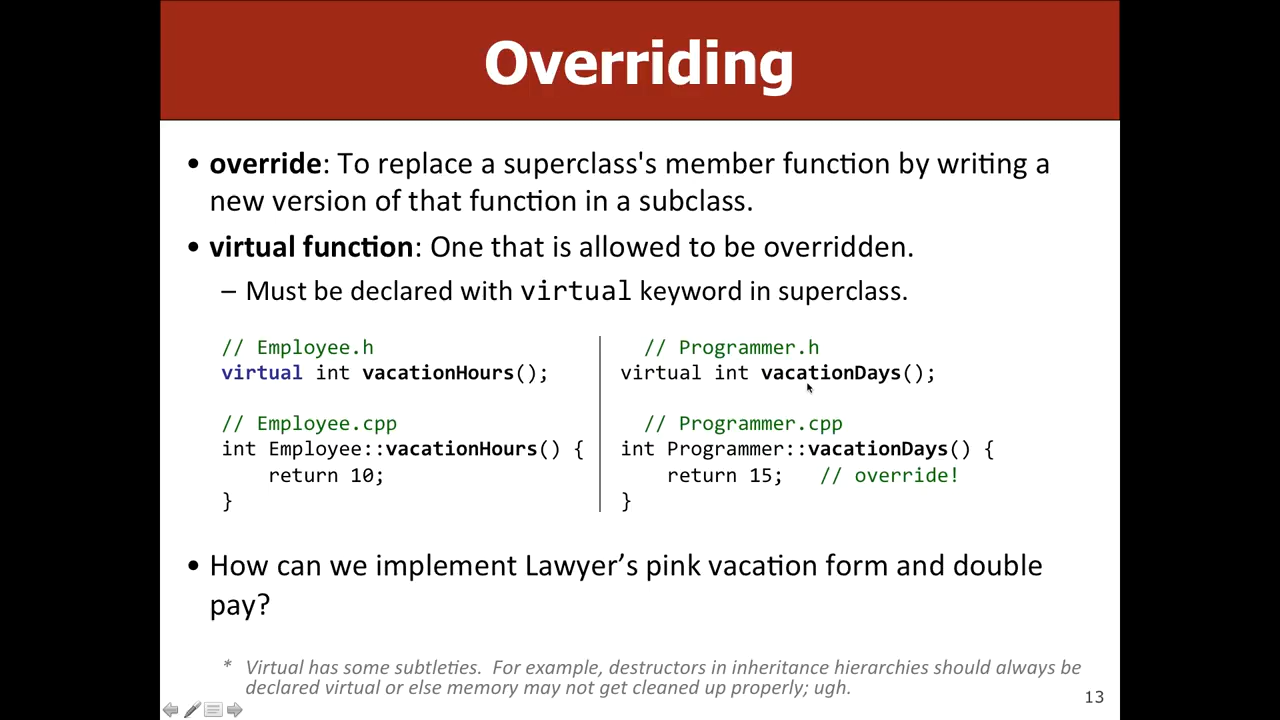 Overriding
• override: To replace a superclass's member function by writing a
new version of that function in a subclass.
• virtual function: One that is allowed to be overridden.
– Must be declared with virtual keyword in superclass.
// Employee.h
virtual int vacationHours();
// Employee.cpp
int Employee::vacationHours() {
return 10;
}
// Programmer.h
virtual int vacationDays();
// Programmer.cpp
int Programmer::vacationDays() {
return 15; // override!
}
• How can we implement Lawyer’s pink vacation form and double
pay?
* Virtual has some subtleties. For example, destructors in inheritance hierarchies should always be
declared virtual or else memory may not get cleaned up properly; ugh.
13